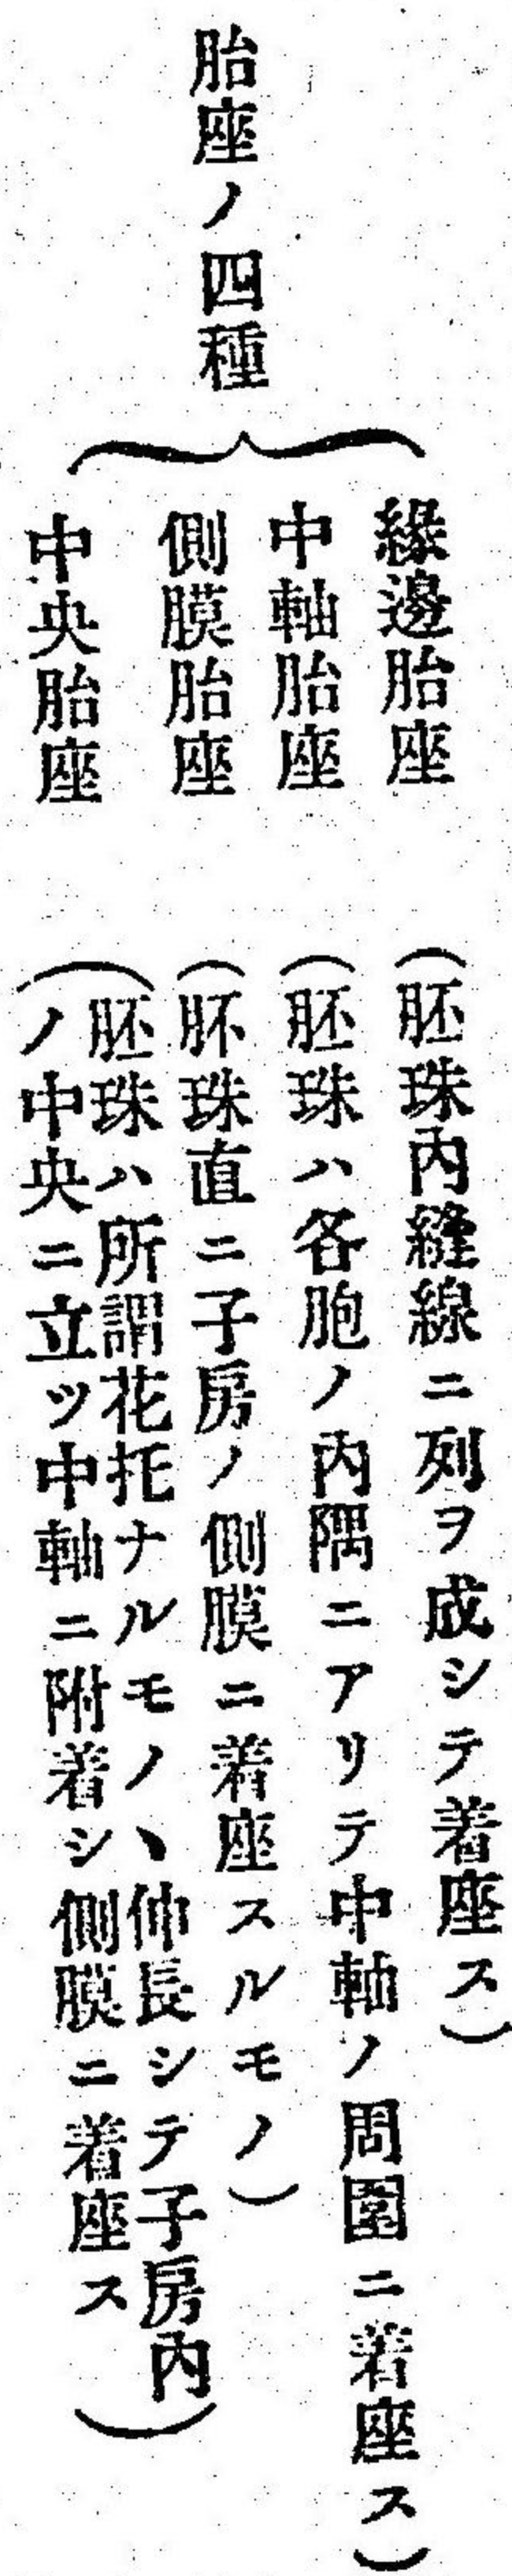 胎座ノ四種
緣邊胎座
(胚珠內縫線ニ列ヲ成シテ着座ス)
中軸胎座
(胚珠ハ各胞ノ內隅ニアリテ中軸ノ周圍ニ着座ス)
側膜胎座
(胚珠直ニ子房ノ側膜ニ着座スルモノ)
中央胎座
(胚珠ハ所謂花托ナルモノヽ伸長シテ子房內
ノ中央ニ立ツ中軸ニ附着シ側膜ニ着座ス)